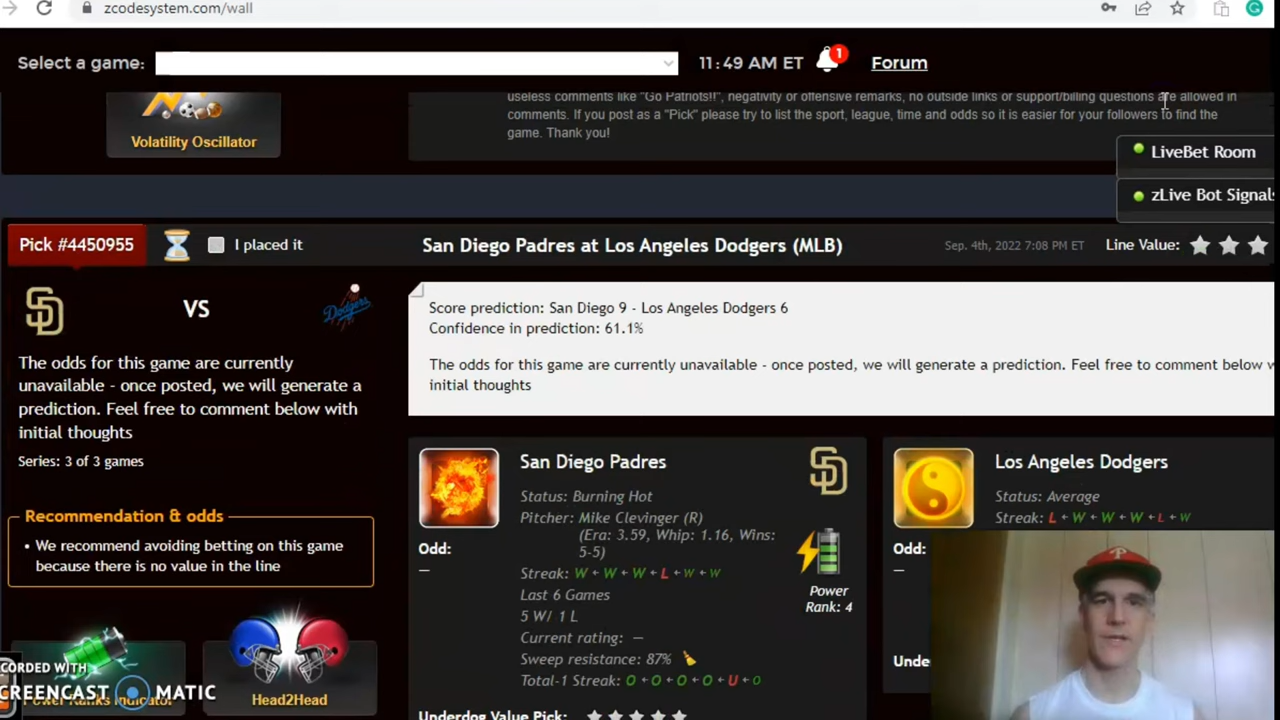 zcodesystem.com/wall
Select a game:
11:49 AM ET
1
Forum
useless comments like "Go Patriots!!", negativity or offensive remarks, no outside links or support/billing questions are allowed in
comments. If you post as a "Pick" please try to list the sport, league, time and odds so it is easier for your followers to find the
game. Thank you!
Volatility Oscillator
LiveBet Room
zLive Bot Signals
Pick #4450955
I placed it
San Diego Padres at Los Angeles Dodgers (MLB)
Sep. 4th, 2022 7:08 PM ET
Line Value:
SD
VS
Dodgers
The odds for this game are currently
unavailable - once posted, we will generate a
prediction. Feel free to comment below with
initial thoughts
Series: 3 of 3 games
Recommendation & odds
• We recommend avoiding betting on this game
because there is no value in the line
Head2Head
Power Ranks Indicator
CORDED WITH
SCREENCAST MATIC
Score prediction: San Diego 9 - Los Angeles Dodgers 6
Confidence in prediction: 61.1%
The odds for this game are currently unavailable - once posted, we will generate a prediction. Feel free to comment below w
initial thoughts
San Diego Padres
SD
Status: Burning Hot
Pitcher: Mike Clevinger (R)
(Era: 3.59, Whip: 1.16, Wins:
5-5)
Odd:
—
Streak: W ← W ← W ← L ← W ← W
Last 6 Games
5 W/ 1 L
Current rating: —
Sweep resistance: 87%
Total-1 Streak: O ← O ← O ← O ← U ← O
Power
Rank: 4
Underdog Value Pick:
Los Angeles Dodgers
Status: Average
Streak: L ← W ← W ← W ← L ← W
Odd:
—
Unde
P